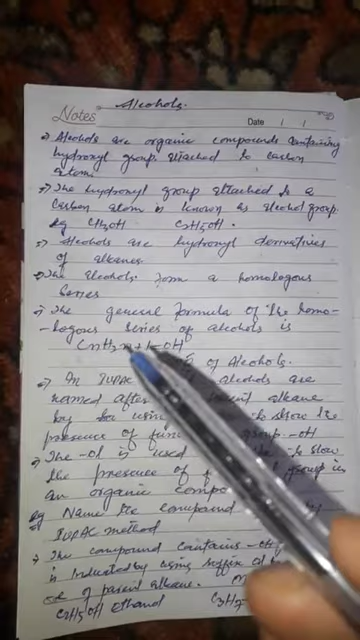 Alcohols.
Notes
Date / /
Alcohols are organic compounds containing
hydroxyl group attached to carbon
atom.
The hydroxyl group attached to a
Carbon atom is known as alcohol group.
eg CH3OH C2H5OH.
Alcohols are hydroxyl derivatives
of alkanes.
The alcohols form a homologous
Series
The general formula of the homo-
-logous series of alcohols is
CnH2n+1-OH
of Alcohols.
In IUPAC alcohols are
named after alkane
by using to show the
presence of group -OH
The -ol is used to show
the presence of group in
an organic
eg Name the compound by
IUPAC method
The compound contains
is indicated by using suffix
of parent alkane.
C2H5OH ethanol C3H7-